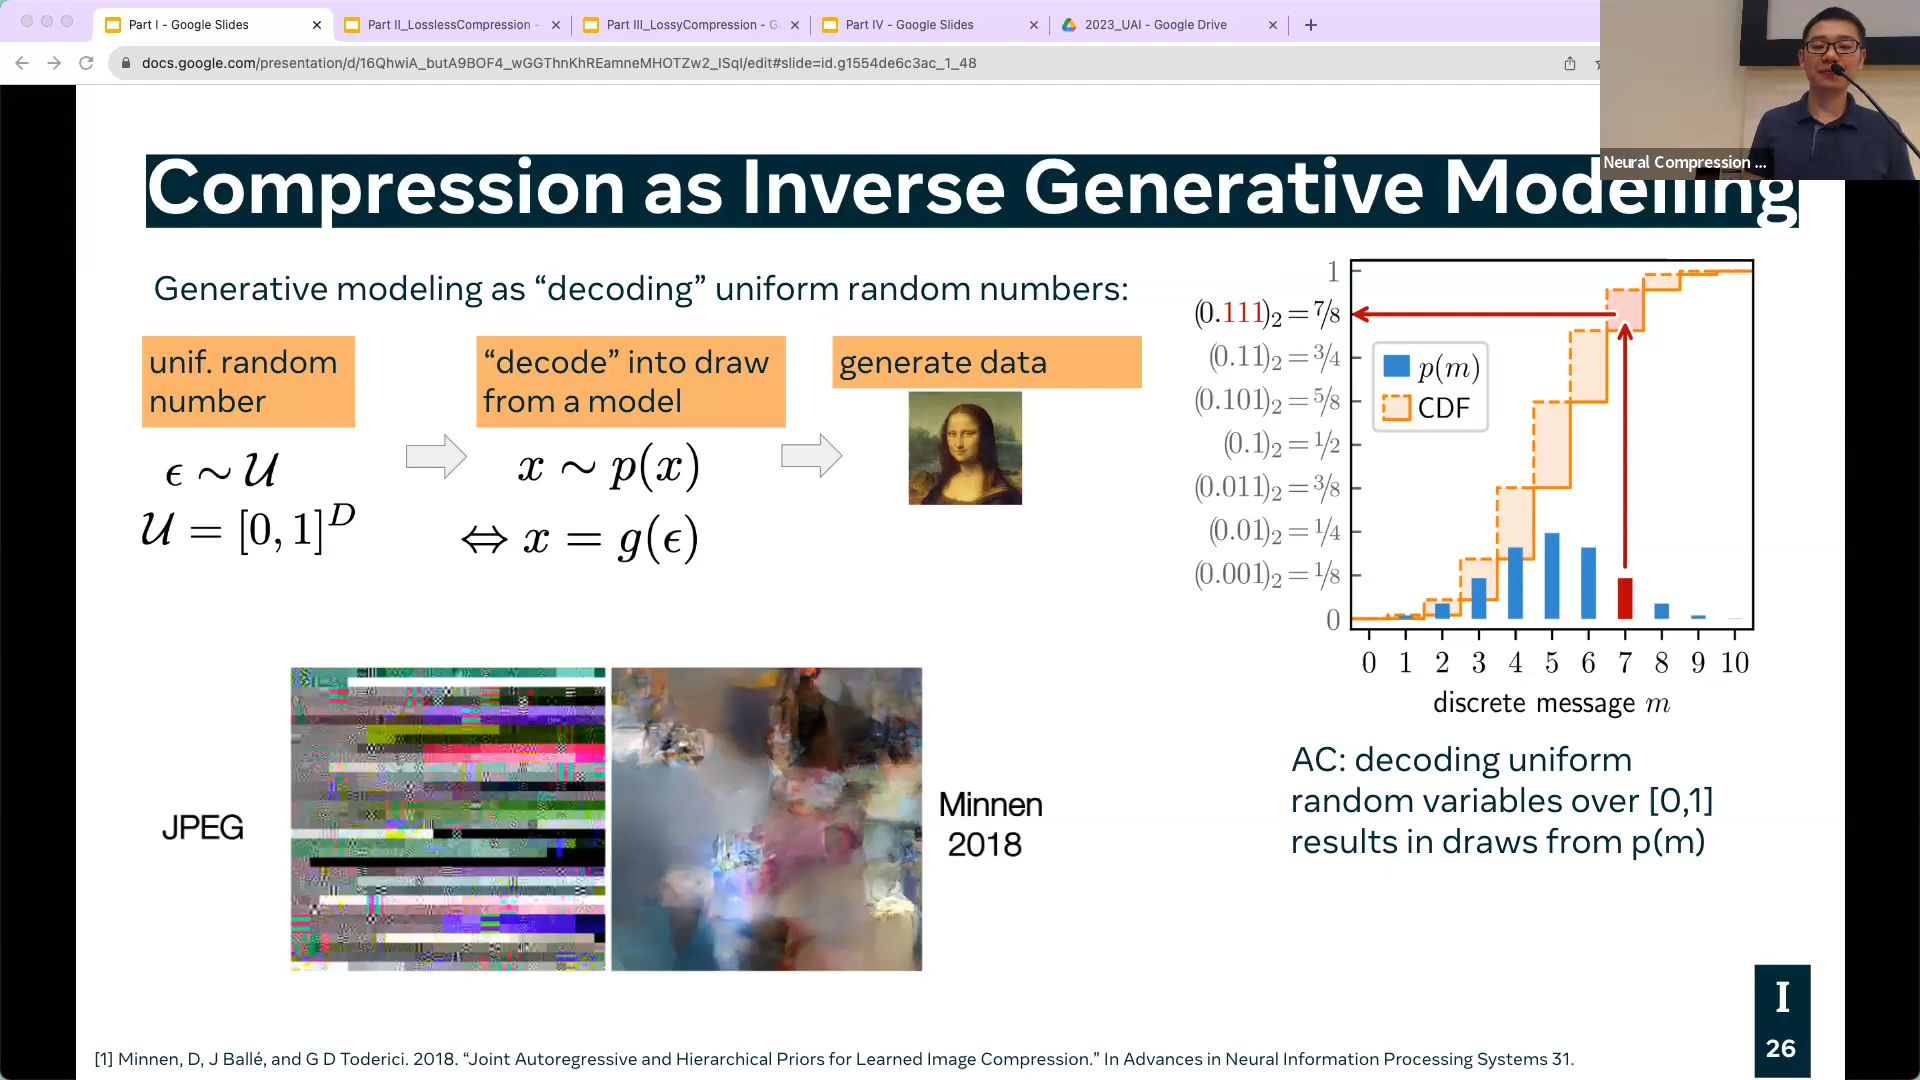 Part I - Google Slides
Part II_LosslessCompression -
Part III_LossyCompression - G
Part IV - Google Slides
2023_UAI - Google Drive
docs.google.com/presentation/d/16QhwiA_butA9BOF4_wGGThnKhREamneMHOTZw2_ISqI/edit#slide=id.g1554de6c3ac_1_48
Neural Compression ...
Compression as Inverse Generative Modelling
Generative modeling as “decoding” uniform random numbers:
unif. random
number
“decode” into draw
from a model
generate data
ϵ ∼ 𝒰
𝒰 = [0, 1]^D
x ∼ p(x)
⇔ x = g(ϵ)
1
(0.111)₂ = 7/8
(0.11)₂ = 3/4
(0.101)₂ = 5/8
(0.1)₂ = 1/2
(0.011)₂ = 3/8
(0.01)₂ = 1/4
(0.001)₂ = 1/8
0
p(m)
CDF
0 1 2 3 4 5 6 7 8 9 10
discrete message m
JPEG
Minnen
2018
AC: decoding uniform
random variables over [0,1]
results in draws from p(m)
I
26
[1] Minnen, D, J Ballé, and G D Toderici. 2018. “Joint Autoregressive and Hierarchical Priors for Learned Image Compression.” In Advances in Neural Information Processing Systems 31.